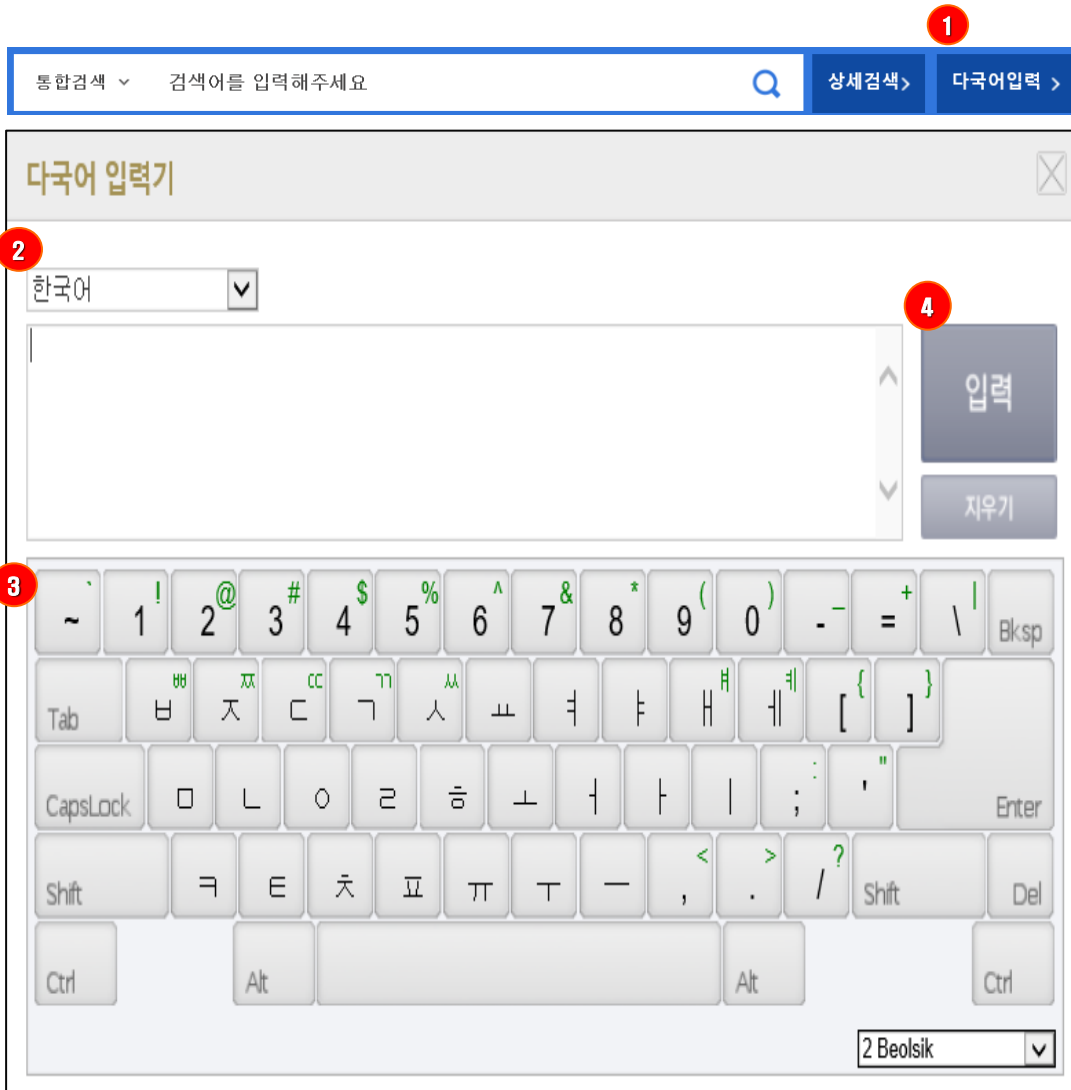 1
통합검색 검색어를 입력해주세요 상세검색> 다국어입력 >
다국어 입력기
2
한국어
4
입력
지우기
3
~ ` 1 ! 2 @ 3 # 4 $ 5 % 6 ^ 7 & 8 * 9 ( 0 ) - _ = + \ | Bksp
Tab ㅂ ㅃ ㅈ ㅉ ㄷ ㄸ ㄱ ㄲ ㅅ ㅆ ㅛ ㅕ ㅑ ㅐ ㅒ ㅔ ㅖ [ { ] }
CapsLock ㅁ ㄴ ㅇ ㄹ ㅎ ㅗ ㅓ ㅏ ㅣ ; : ' " Enter
Shift ㅋ ㅌ ㅊ ㅍ ㅠ ㅜ ㅡ , < . > / ? Shift Del
Ctrl Alt Alt Ctrl
2 Beolsik